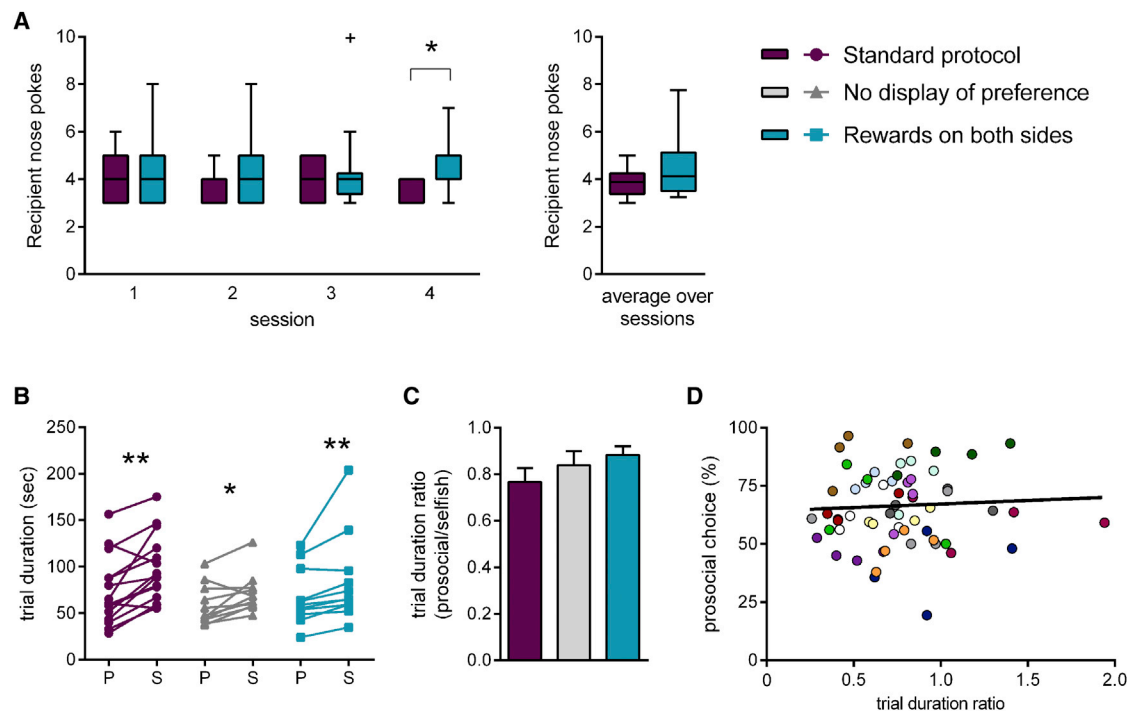 A
Recipient nose pokes
10
8
6
4
2
0
+
*
1
2
3
4
session
Recipient nose pokes
10
8
6
4
2
0
average over
sessions
Standard protocol
No display of preference
Rewards on both sides
B
trial duration (sec)
250
200
150
100
50
0
**
*
**
P S P S P S
C
trial duration ratio
(prosocial/selfish)
1.0
0.8
0.6
0.4
0.2
0.0
D
prosocial choice (%)
100
75
50
25
0
0 0.5 1.0 1.5 2.0
trial duration ratio